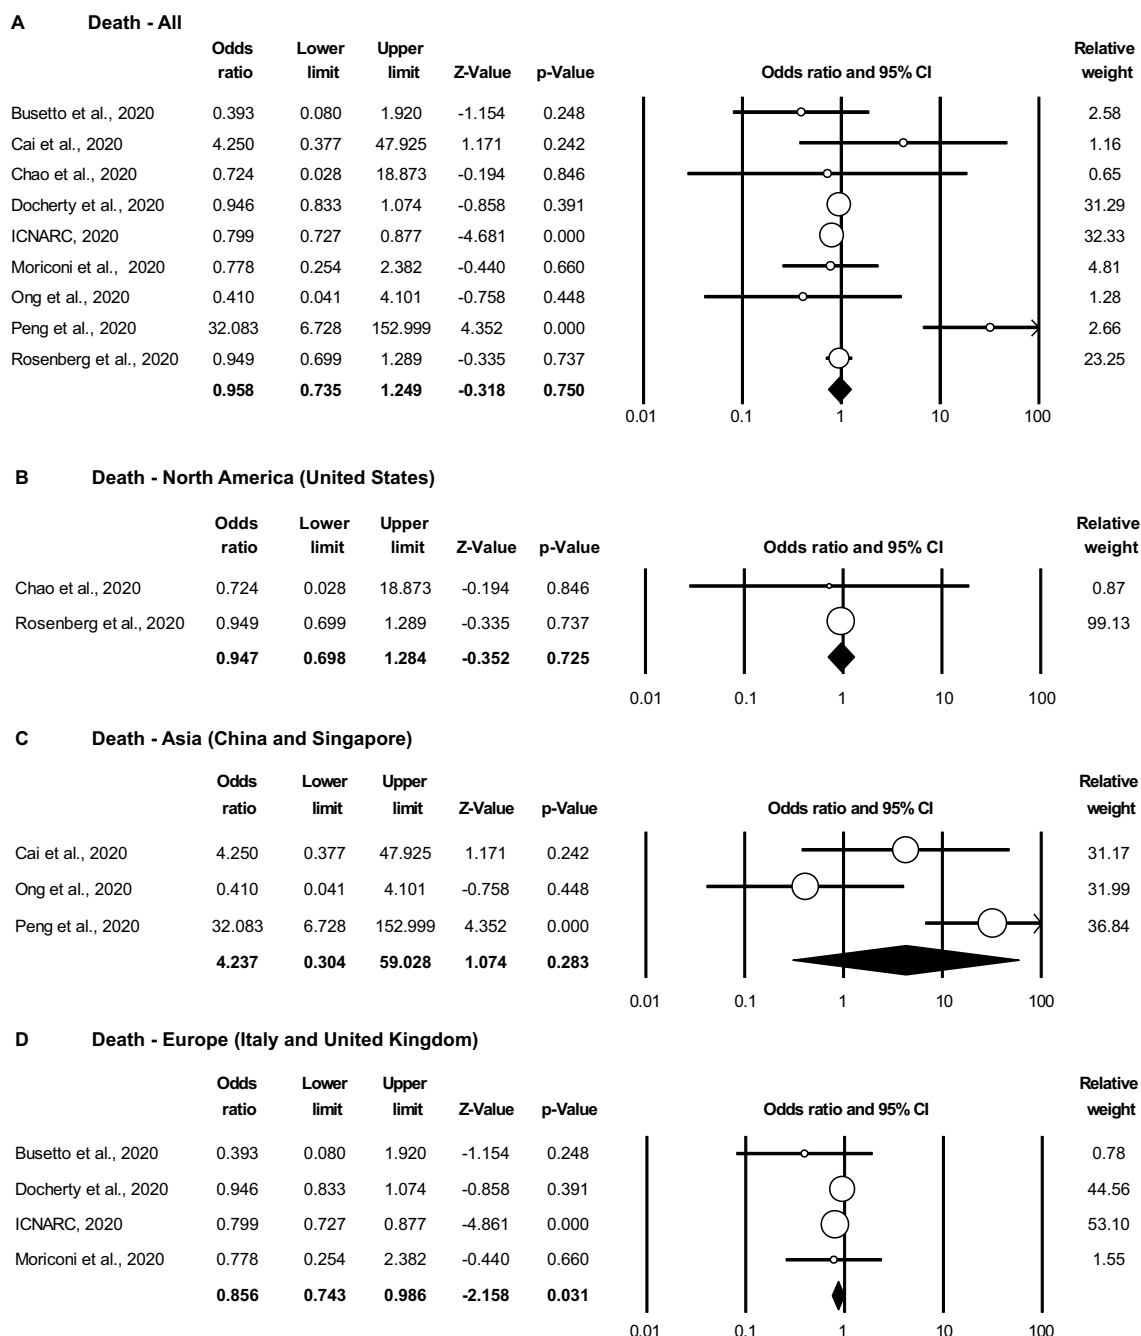 A Death - All
Odds Lower Upper Relative
ratio limit limit Z-Value p-Value Odds ratio and 95% CI weight
Busetto et al., 2020 0.393 0.080 1.920 -1.154 0.248 2.58
Cai et al., 2020 4.250 0.377 47.925 1.171 0.242 1.16
Chao et al., 2020 0.724 0.028 18.873 -0.194 0.846 0.65
Docherty et al., 2020 0.946 0.833 1.074 -0.858 0.391 31.29
ICNARC, 2020 0.799 0.727 0.877 -4.681 0.000 32.33
Moriconi et al., 2020 0.778 0.254 2.382 -0.440 0.660 4.81
Ong et al., 2020 0.410 0.041 4.101 -0.758 0.448 1.28
Peng et al., 2020 32.083 6.728 152.999 4.352 0.000 2.66
Rosenberg et al., 2020 0.949 0.699 1.289 -0.335 0.737 23.25
0.958 0.735 1.249 -0.318 0.750
0.01 0.1 1 10 100
B Death - North America (United States)
Odds Lower Upper Relative
ratio limit limit Z-Value p-Value Odds ratio and 95% CI weight
Chao et al., 2020 0.724 0.028 18.873 -0.194 0.846 0.87
Rosenberg et al., 2020 0.949 0.699 1.289 -0.335 0.737 99.13
0.947 0.698 1.284 -0.352 0.725
0.01 0.1 1 10 100
C Death - Asia (China and Singapore)
Odds Lower Upper Relative
ratio limit limit Z-Value p-Value Odds ratio and 95% CI weight
Cai et al., 2020 4.250 0.377 47.925 1.171 0.242 31.17
Ong et al., 2020 0.410 0.041 4.101 -0.758 0.448 31.99
Peng et al., 2020 32.083 6.728 152.999 4.352 0.000 36.84
4.237 0.304 59.028 1.074 0.283
0.01 0.1 1 10 100
D Death - Europe (Italy and United Kingdom)
Odds Lower Upper Relative
ratio limit limit Z-Value p-Value Odds ratio and 95% CI weight
Busetto et al., 2020 0.393 0.080 1.920 -1.154 0.248 0.78
Docherty et al., 2020 0.946 0.833 1.074 -0.858 0.391 44.56
ICNARC, 2020 0.799 0.727 0.877 -4.861 0.000 53.10
Moriconi et al., 2020 0.778 0.254 2.382 -0.440 0.660 1.55
0.856 0.743 0.986 -2.158 0.031
0.01 0.1 1 10 100